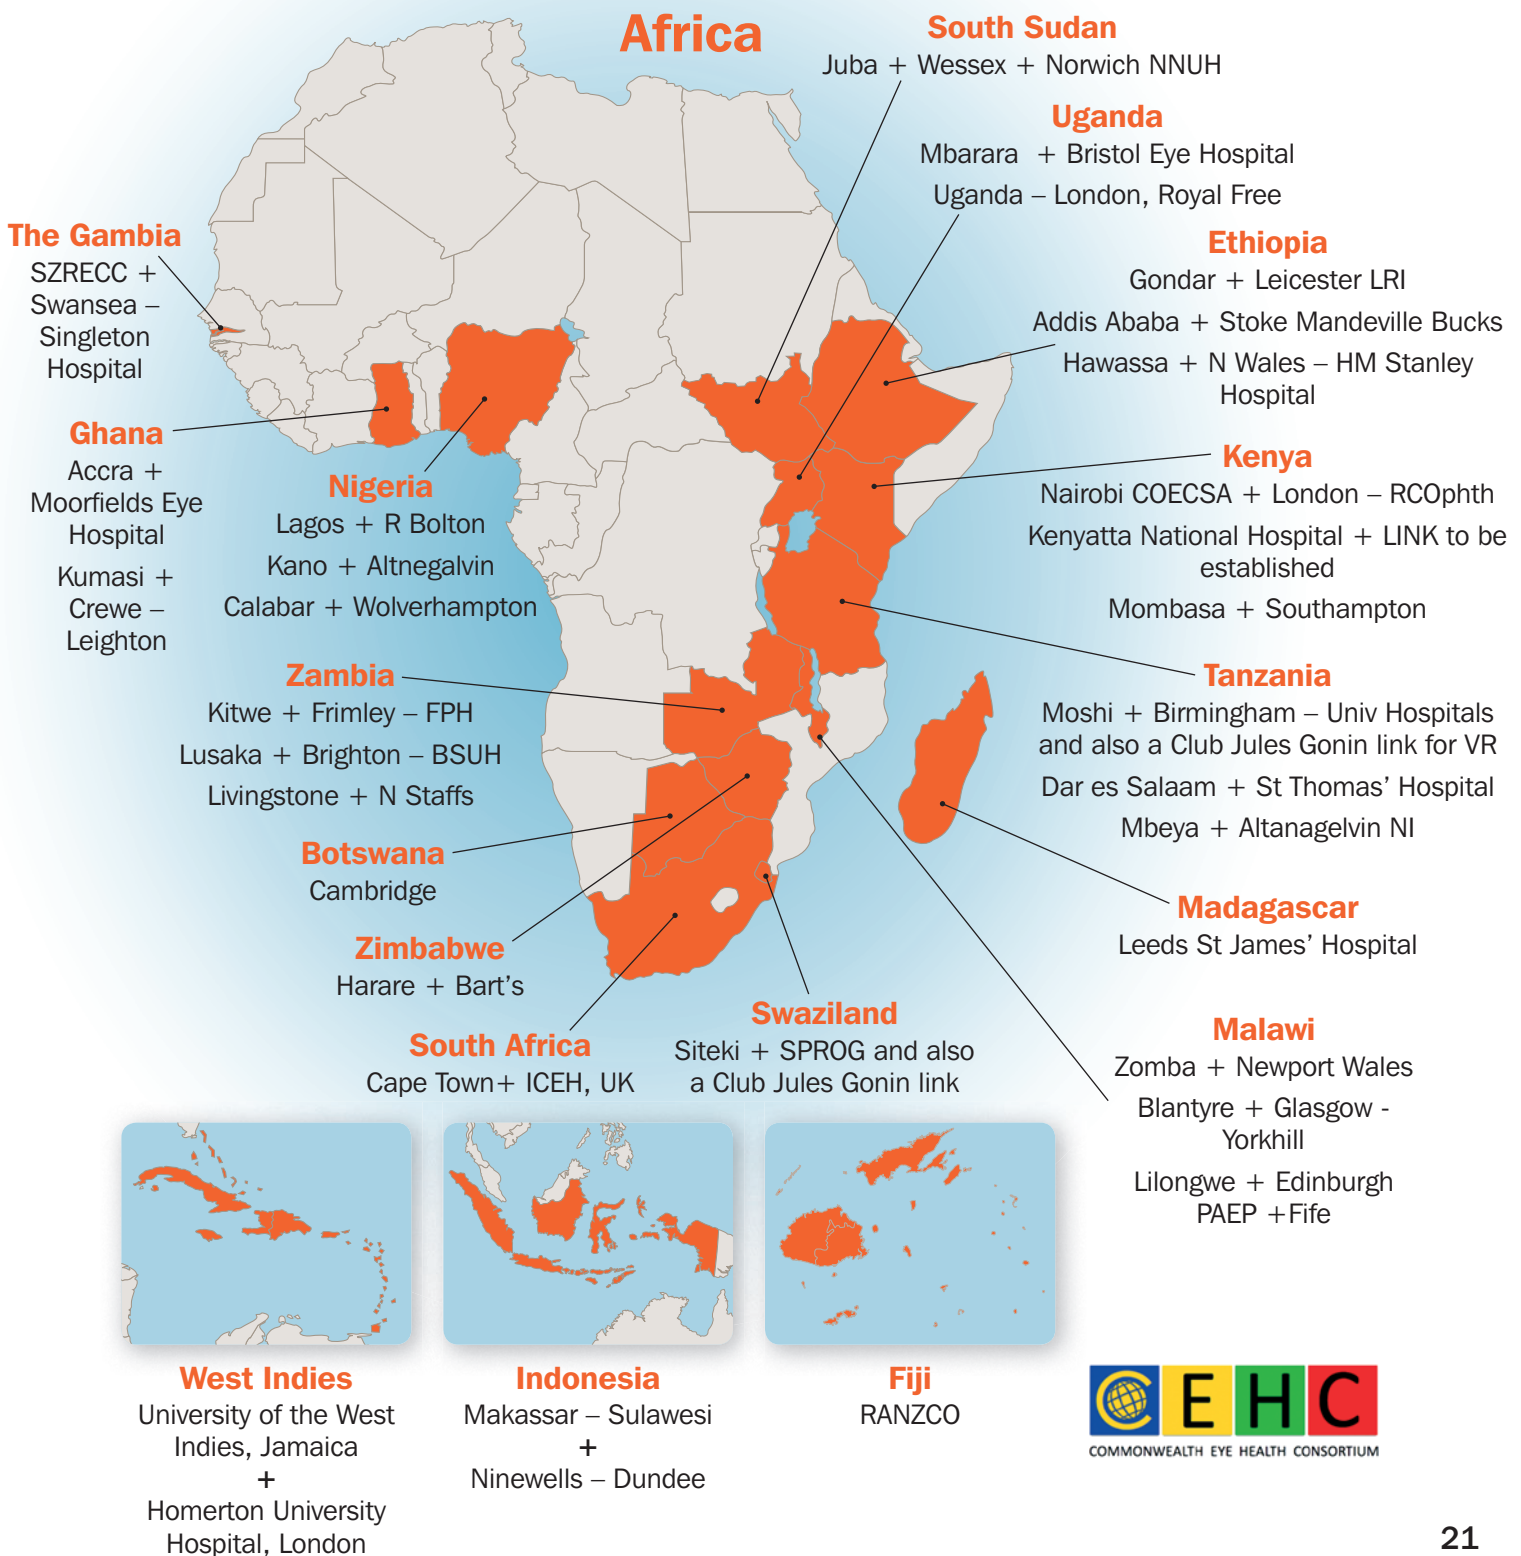 Africa
South Sudan
Juba + Wessex + Norwich NNUH
Uganda
Mbarara + Bristol Eye Hospital
Uganda – London, Royal Free
The Gambia
SZRECC +
Swansea –
Singleton
Hospital
Ethiopia
Gondar + Leicester LRI
Addis Ababa + Stoke Mandeville Bucks
Hawassa + N Wales – HM Stanley
Hospital
Ghana
Accra +
Moorfields Eye
Hospital
Kumasi +
Crewe –
Leighton
Nigeria
Lagos + R Bolton
Kano + Altnegalvin
Calabar + Wolverhampton
Kenya
Nairobi COECSA + London – RCOphth
Kenyatta National Hospital + LINK to be
established
Mombasa + Southampton
Zambia
Kitwe + Frimley – FPH
Lusaka + Brighton – BSUH
Livingstone + N Staffs
Tanzania
Moshi + Birmingham – Univ Hospitals
and also a Club Jules Gonin link for VR
Dar es Salaam + St Thomas’ Hospital
Mbeya + Altanagelvin NI
Botswana
Cambridge
Madagascar
Leeds St James’ Hospital
Zimbabwe
Harare + Bart’s
South Africa
Cape Town+ ICEH, UK
Swaziland
Siteki + SPROG and also
a Club Jules Gonin link
Malawi
Zomba + Newport Wales
Blantyre + Glasgow -
Yorkhill
Lilongwe + Edinburgh
PAEP +Fife
West Indies
University of the West
Indies, Jamaica
+
Homerton University
Hospital, London
Indonesia
Makassar – Sulawesi
+
Ninewells – Dundee
Fiji
RANZCO
CEHC
COMMONWEALTH EYE HEALTH CONSORTIUM
21